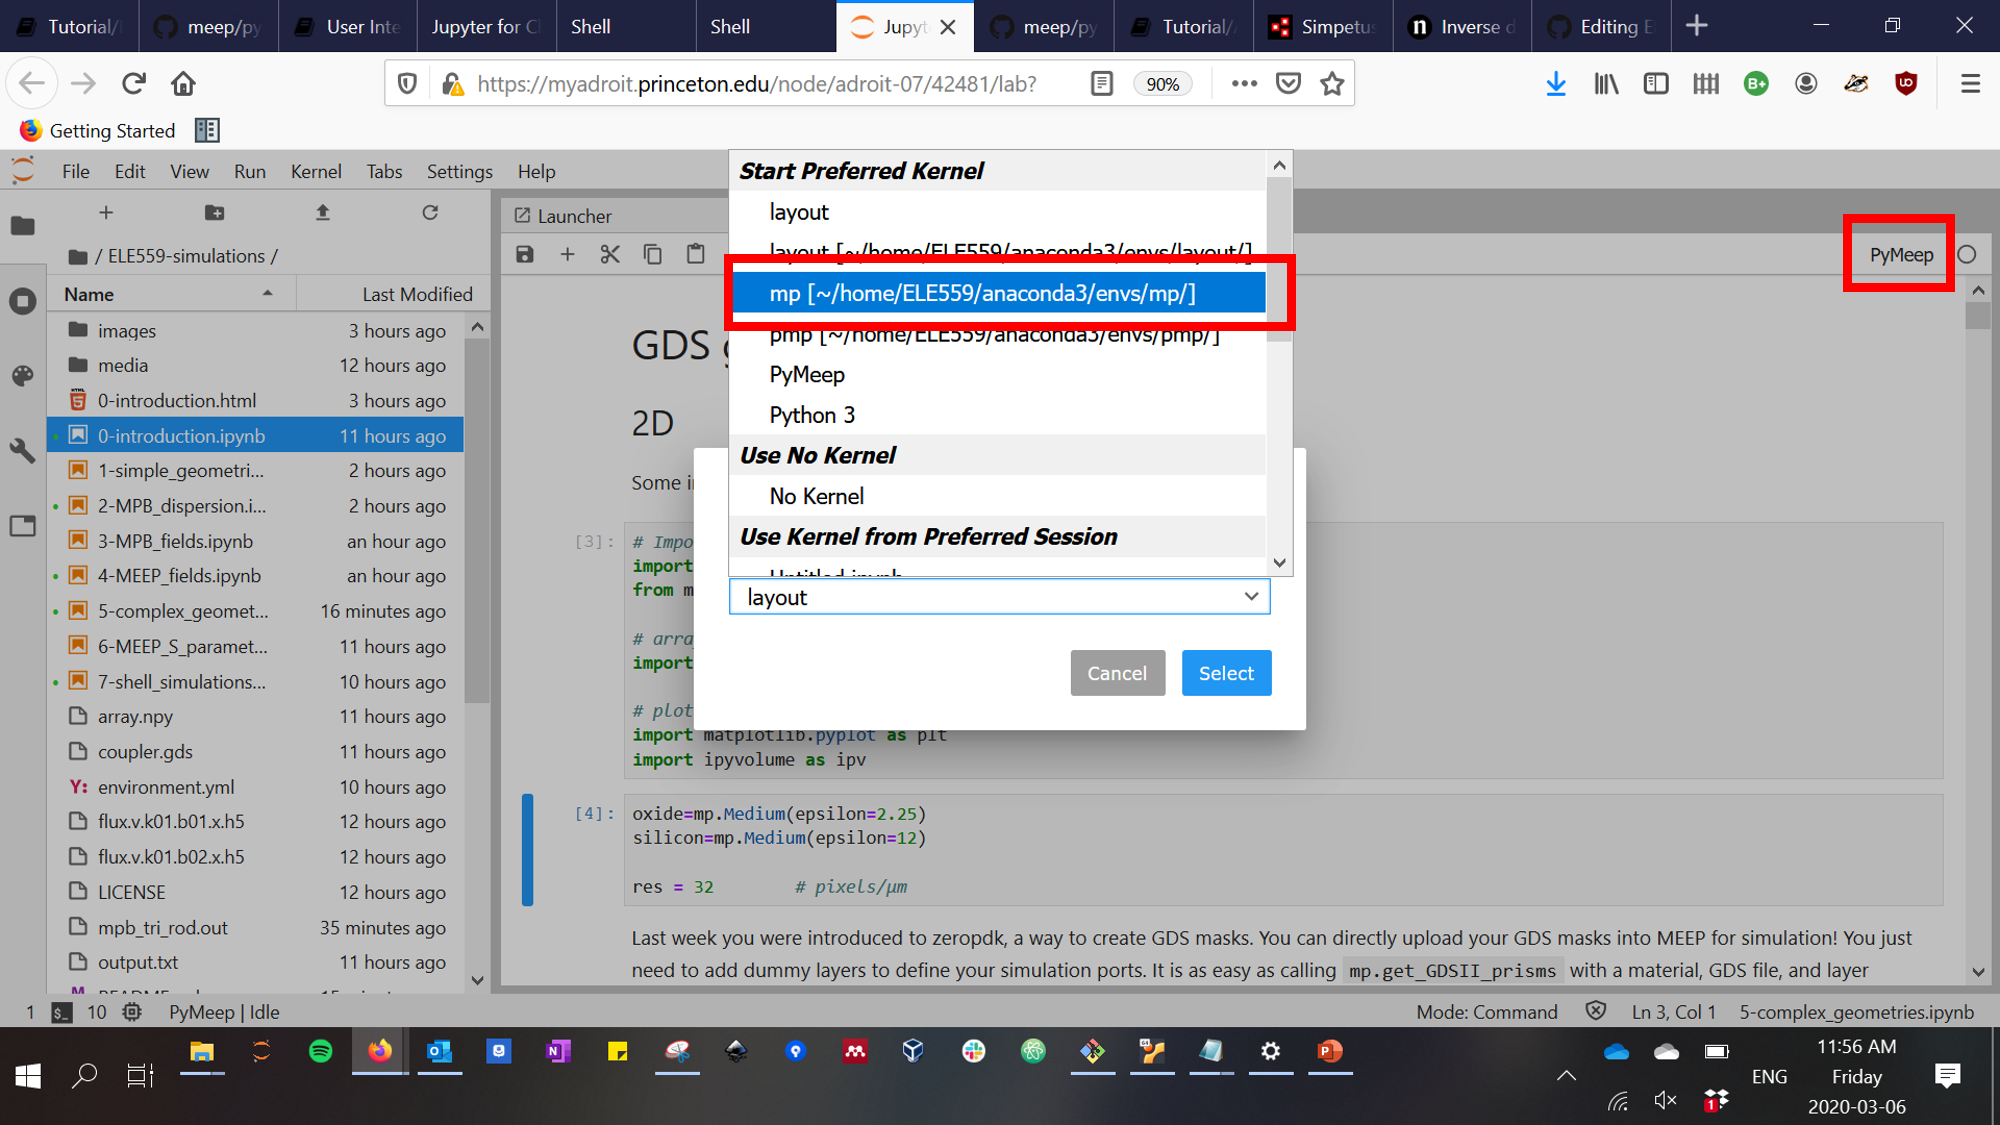 Tutorial/
meep/py
User Inte
Jupyter for C
Shell
Shell
Jupyt
meep/py
Tutorial/
Simpetus
Inverse d
Editing E
https://myadroit.princeton.edu/node/adroit-07/42481/lab?
90%
Getting Started
File Edit View Run Kernel Tabs Settings Help
/ ELE559-simulations /
Name Last Modified
images 3 hours ago
media 12 hours ago
0-introduction.html 3 hours ago
0-introduction.ipynb 11 hours ago
1-simple_geometri... 2 hours ago
2-MPB_dispersion.i... 2 hours ago
3-MPB_fields.ipynb an hour ago
4-MEEP_fields.ipynb an hour ago
5-complex_geomet... 16 minutes ago
6-MEEP_S_paramet... 11 hours ago
7-shell_simulations... 10 hours ago
array.npy 11 hours ago
coupler.gds 11 hours ago
environment.yml 10 hours ago
flux.v.k01.b01.x.h5 12 hours ago
flux.v.k01.b02.x.h5 12 hours ago
LICENSE 12 hours ago
mpb_tri_rod.out 35 minutes ago
output.txt 11 hours ago
Launcher
PyMeep
Start Preferred Kernel
layout
layout [~/home/ELE559/anaconda3/envs/layout/]
mp [~/home/ELE559/anaconda3/envs/mp/]
pmp [~/home/ELE559/anaconda3/envs/pmp/]
PyMeep
Python 3
Use No Kernel
No Kernel
Use Kernel from Preferred Session
Untitled.ipynb
layout
Cancel Select
GDS g
2D
Some i
[3]: # Impo
import
from m
# arra
import
# plot
import matplotlib.pyplot as plt
import ipyvolume as ipv
[4]: oxide=mp.Medium(epsilon=2.25)
silicon=mp.Medium(epsilon=12)
res = 32 # pixels/μm
Last week you were introduced to zeropdk, a way to create GDS masks. You can directly upload your GDS masks into MEEP for simulation! You just
need to add dummy layers to define your simulation ports. It is as easy as calling mp.get_GDSII_prisms with a material, GDS file, and layer
1 10 PyMeep | Idle Mode: Command Ln 3, Col 1 5-complex_geometries.ipynb
ENG
11:56 AM
Friday
2020-03-06
1